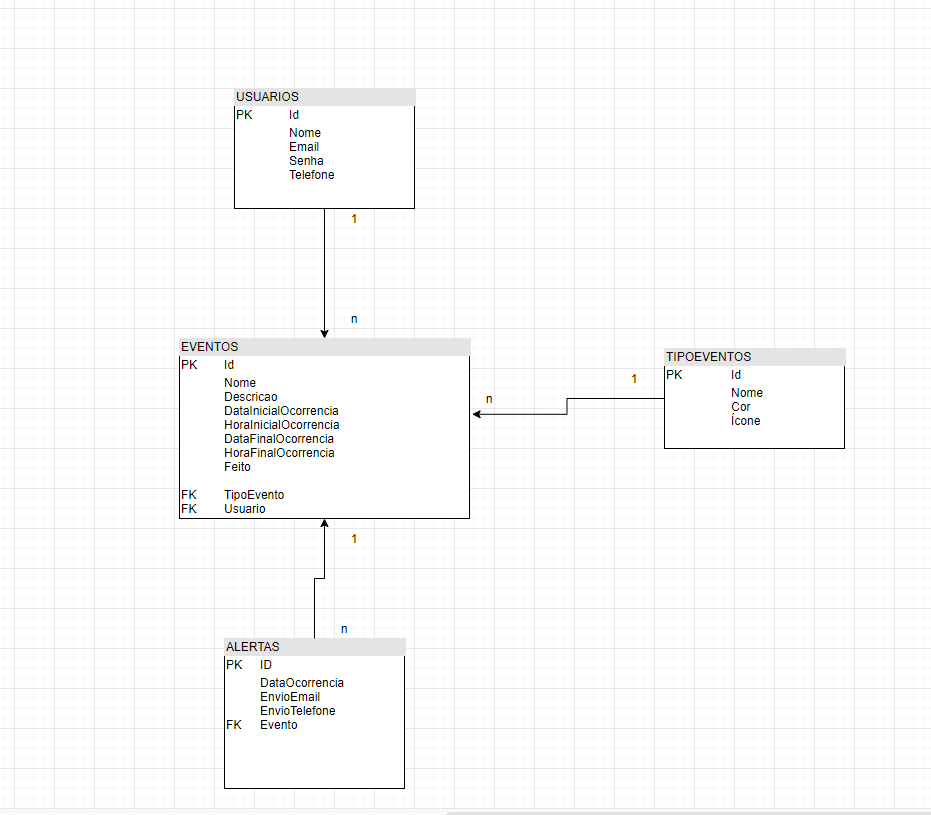 USUARIOS
PK Id
Nome
Email
Senha
Telefone
1
n
EVENTOS
PK Id
Nome
Descricao
DataInicialOcorrencia
HoraInicialOcorrencia
DataFinalOcorrencia
HoraFinalOcorrencia
Feito
FK TipoEvento
FK Usuario
n
1
TIPOEVENTOS
PK Id
Nome
Cor
Ícone
1
n
ALERTAS
PK ID
DataOcorrencia
EnvioEmail
EnvioTelefone
FK Evento